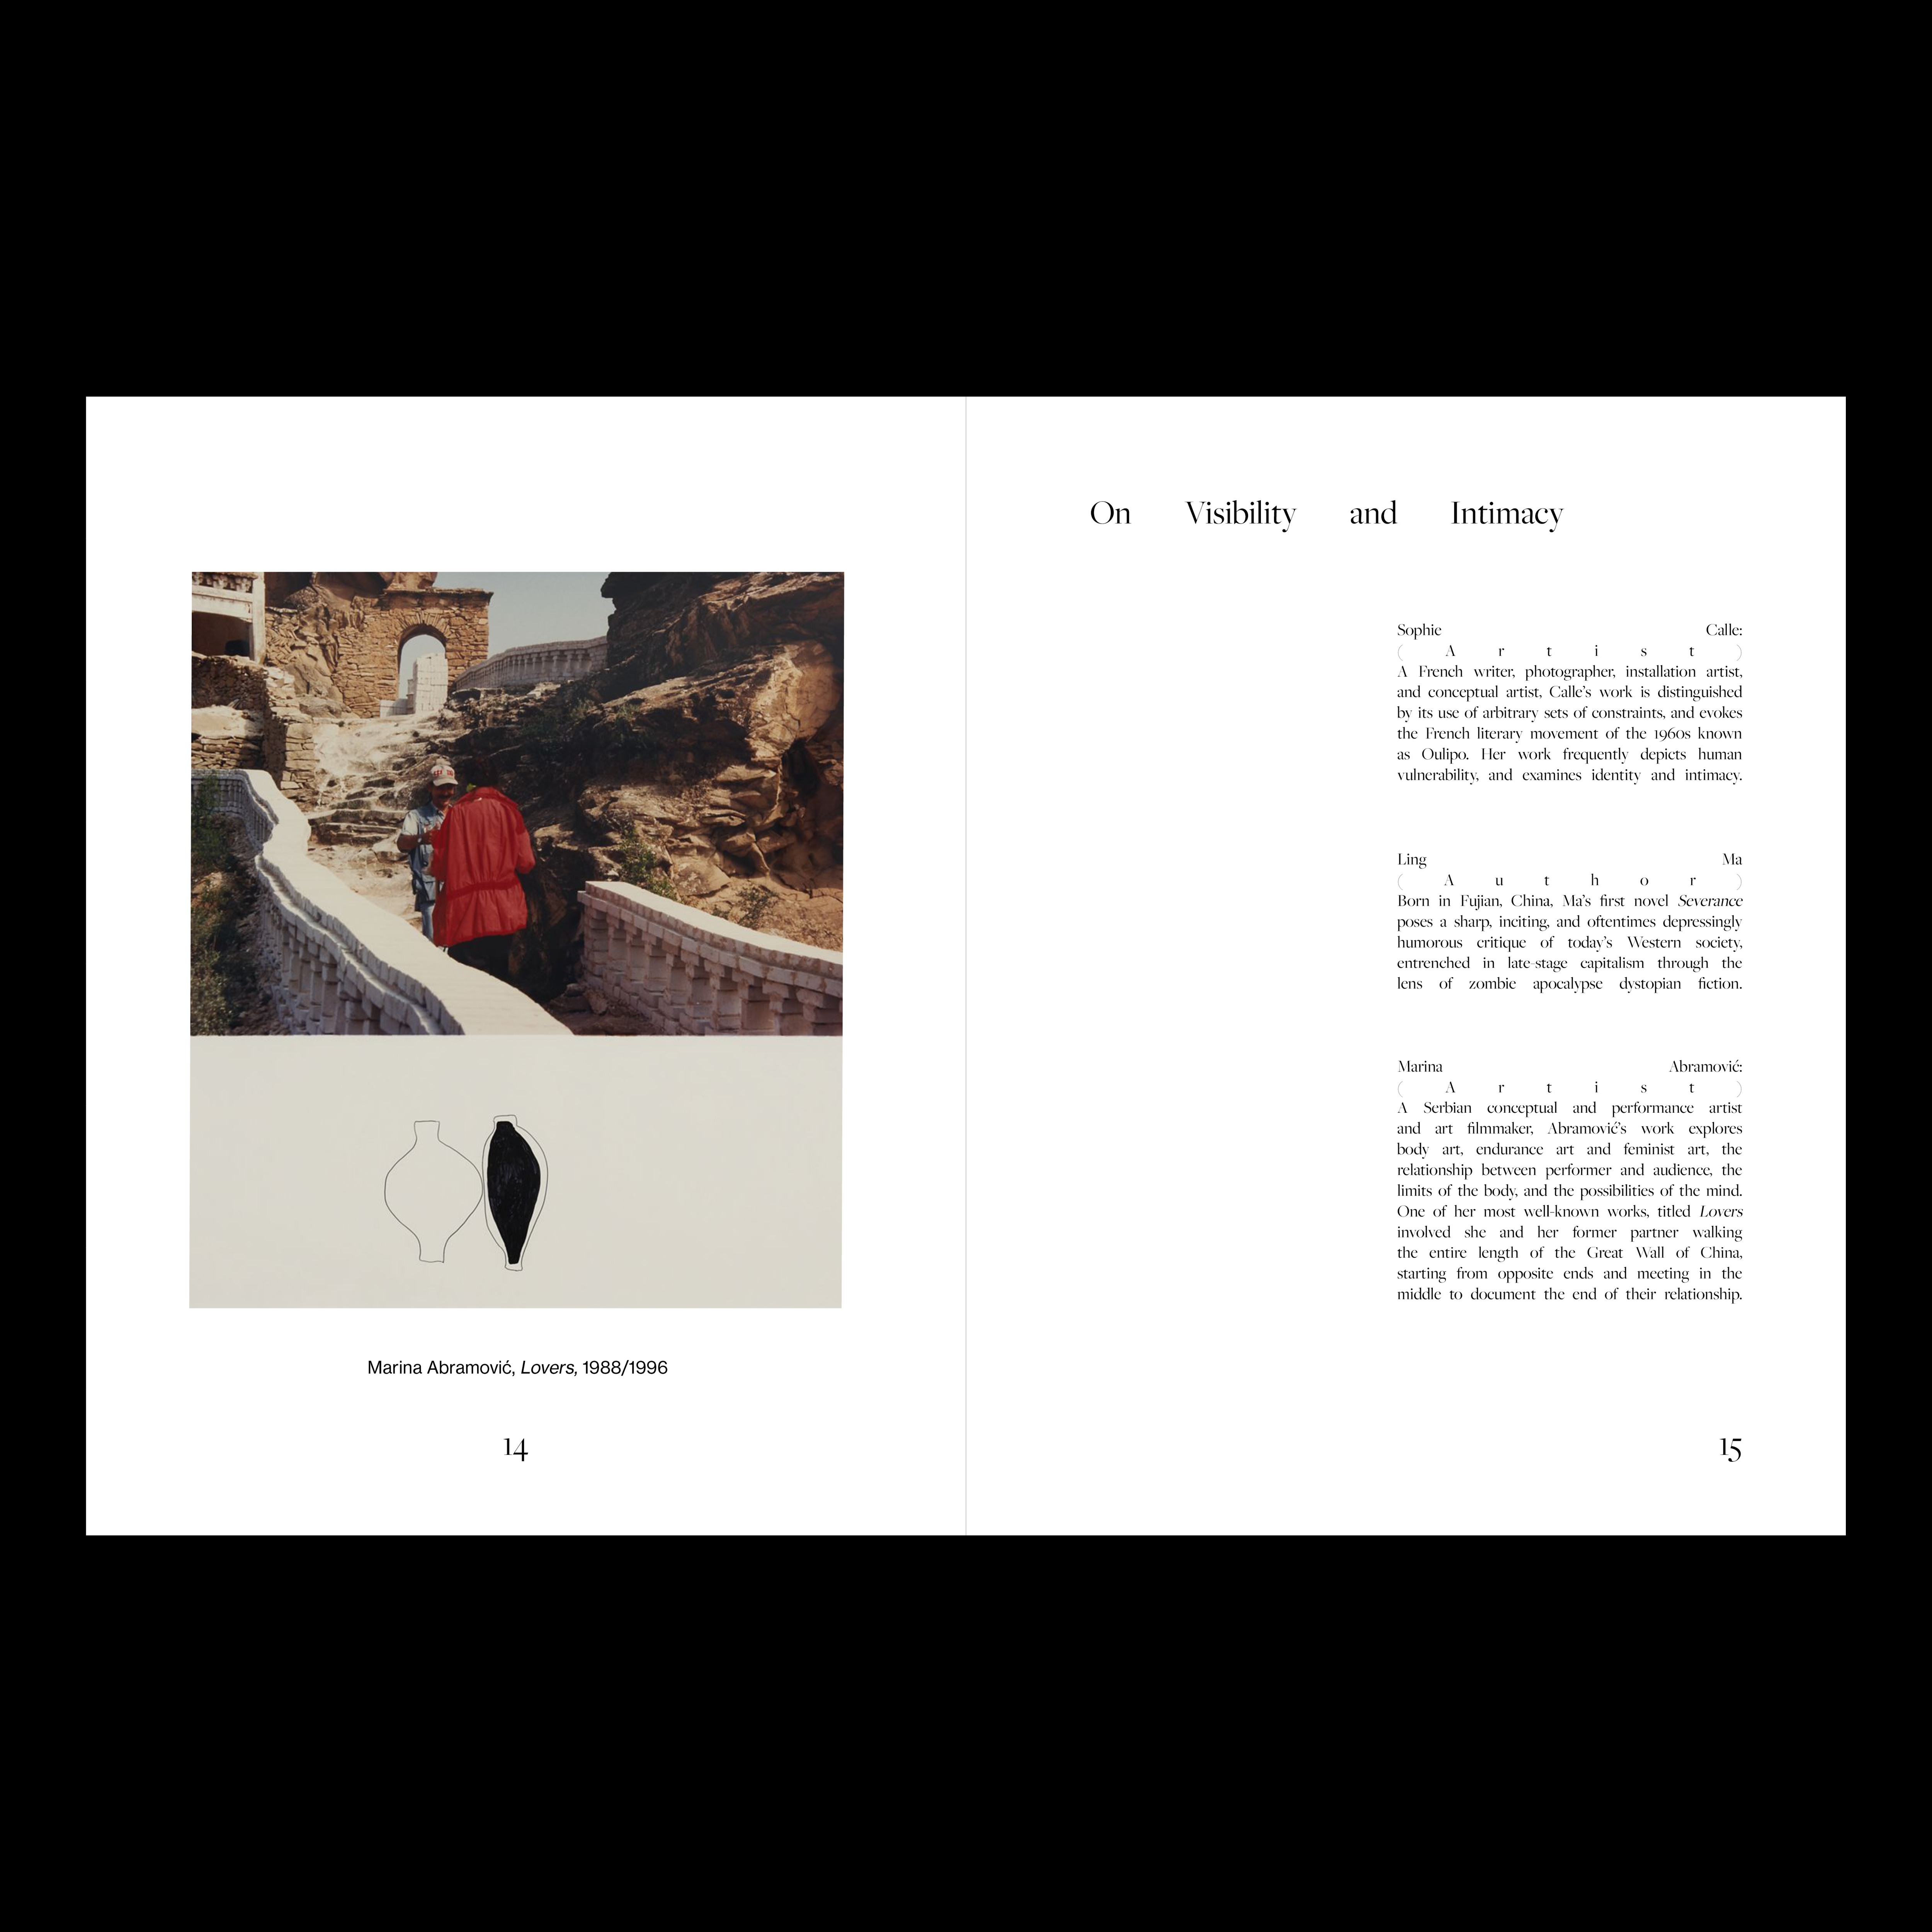 Marina Abramović, Lovers, 1988/1996
14
On Visibility and Intimacy
Sophie Calle:
( A r t i s t )
A French writer, photographer, installation artist,
and conceptual artist, Calle's work is distinguished
by its use of arbitrary sets of constraints, and evokes
the French literary movement of the 1960s known
as Oulipo. Her work frequently depicts human
vulnerability, and examines identity and intimacy.
Ling Ma
( A u t h o r )
Born in Fujian, China, Ma's first novel Severance
poses a sharp, inciting, and oftentimes depressingly
humorous critique of today's Western society,
entrenched in late-stage capitalism through the
lens of zombie apocalypse dystopian fiction.
Marina Abramović:
( A r t i s t )
A Serbian conceptual and performance artist
and art filmmaker, Abramović's work explores
body art, endurance art and feminist art, the
relationship between performer and audience, the
limits of the body, and the possibilities of the mind.
One of her most well-known works, titled Lovers
involved she and her former partner walking
the entire length of the Great Wall of China,
starting from opposite ends and meeting in the
middle to document the end of their relationship.
15